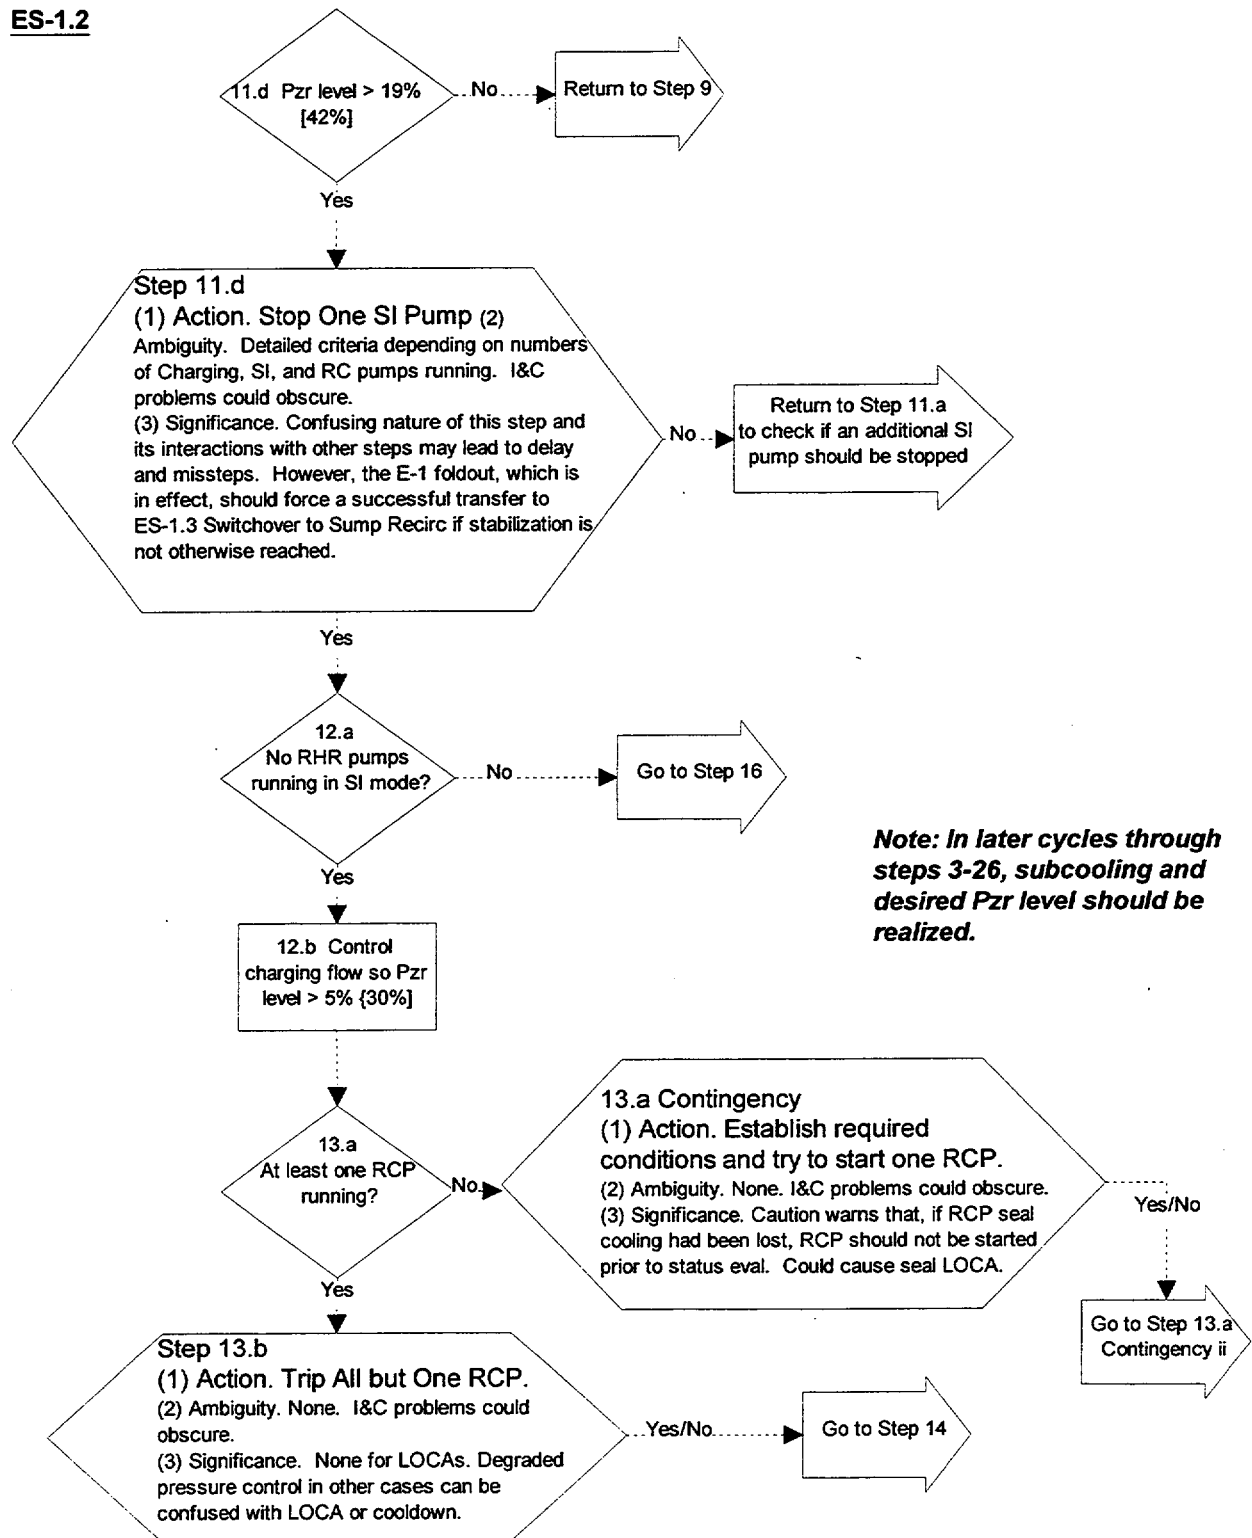 ES-1.2
11.d Pzr level > 19%
[42%]
No
Return to Step 9
Yes
Step 11.d
(1) Action. Stop One SI Pump (2)
Ambiguity. Detailed criteria depending on numbers
of Charging, SI, and RC pumps running. I&C
problems could obscure.
(3) Significance. Confusing nature of this step and
its interactions with other steps may lead to delay
and missteps. However, the E-1 foldout, which is
in effect, should force a successful transfer to
ES-1.3 Switchover to Sump Recirc if stabilization is
not otherwise reached.
No
Return to Step 11.a
to check if an additional SI
pump should be stopped
Yes
12.a
No RHR pumps
running in SI mode?
No
Go to Step 16
Note: In later cycles through
steps 3-26, subcooling and
desired Pzr level should be
realized.
Yes
12.b Control
charging flow so Pzr
level > 5% {30%]
13.a
At least one RCP
running?
No
13.a Contingency
(1) Action. Establish required
conditions and try to start one RCP.
(2) Ambiguity. None. I&C problems could obscure.
(3) Significance. Caution warns that, if RCP seal
cooling had been lost, RCP should not be started
prior to status eval. Could cause seal LOCA.
Yes/No
Go to Step 13.a
Contingency ii
Yes
Step 13.b
(1) Action. Trip All but One RCP.
(2) Ambiguity. None. I&C problems could
obscure.
(3) Significance. None for LOCAs. Degraded
pressure control in other cases can be
confused with LOCA or cooldown.
Yes/No
Go to Step 14